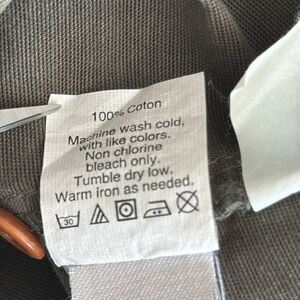 100% Coton
Machine wash cold,
with like colors.
Non chlorine
bleach only.
Tumble dry low.
Warm iron as needed.
30